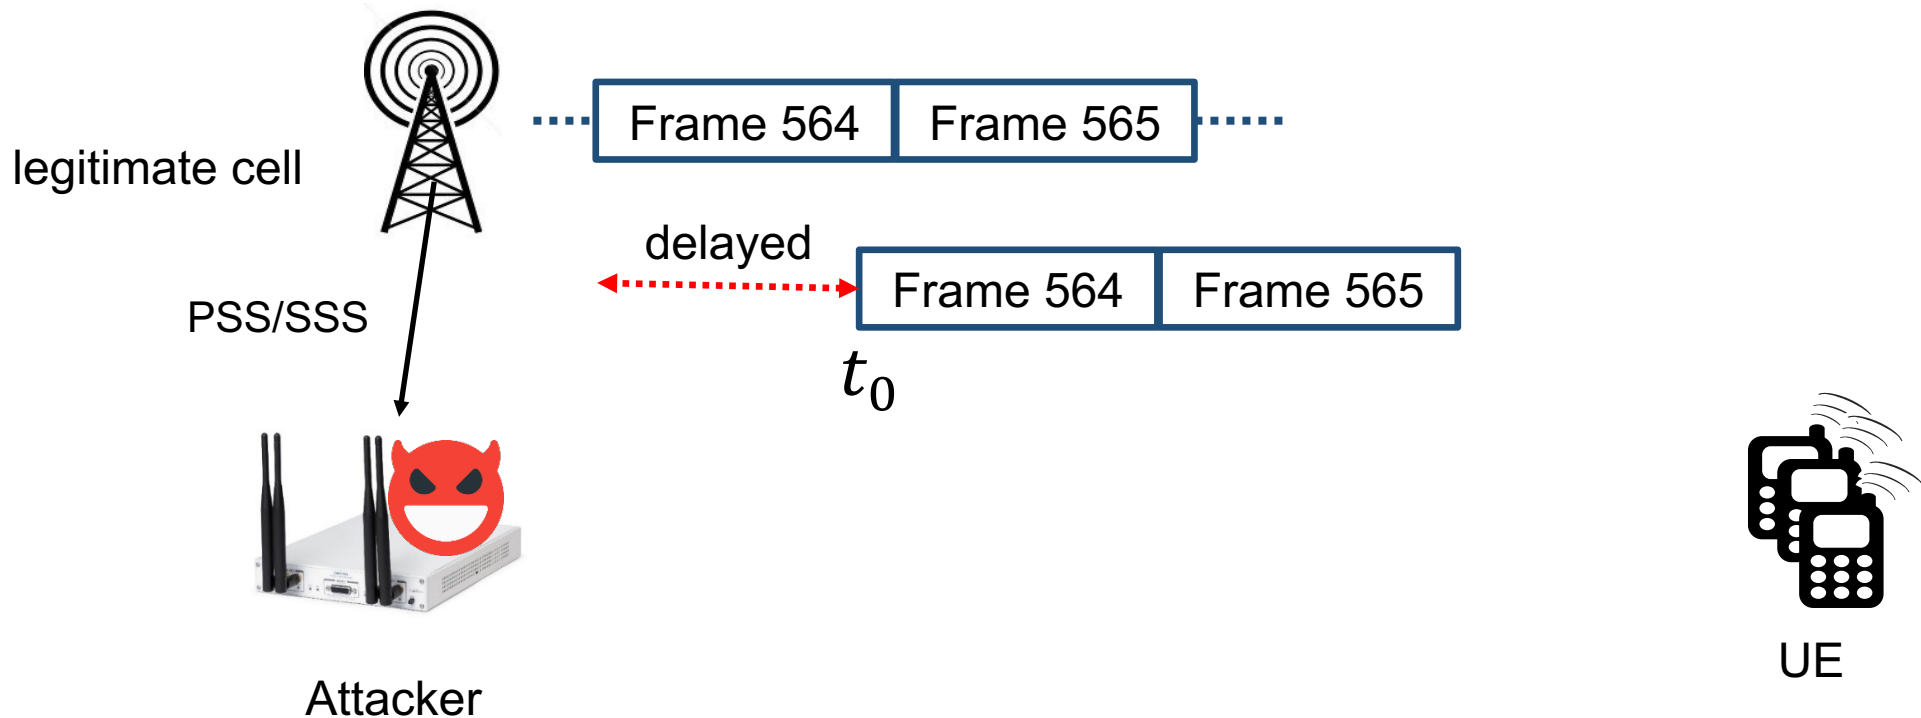 Frame 564
Frame 565
legitimate cell
delayed
Frame 564
Frame 565
PSS/SSS
t₀
UE
Attacker